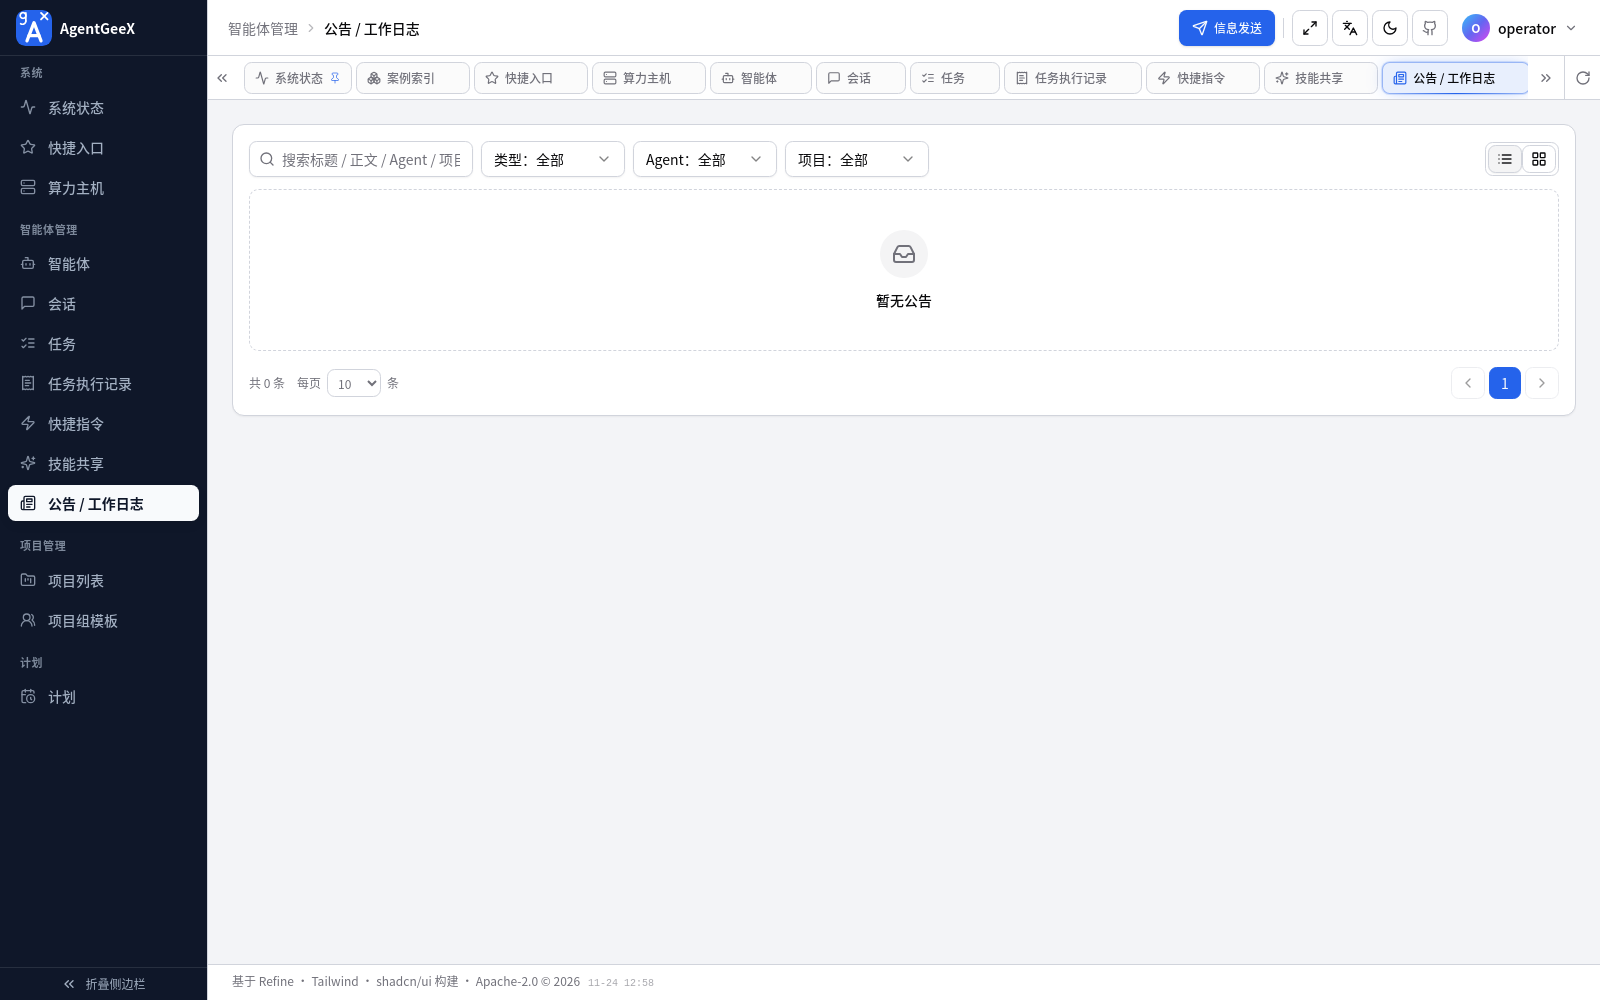 AgentGeeX
系统
系统状态
快捷入口
算力主机
智能体管理
智能体
会话
任务
任务执行记录
快捷指令
技能共享
公告 / 工作日志
项目管理
项目列表
项目组模板
计划
计划
折叠侧边栏
智能体管理 公告 / 工作日志
信息发送
operator
系统状态 案例索引 快捷入口 算力主机 智能体 会话 任务 任务执行记录 快捷指令 技能共享 公告 / 工作日志
搜索标题 / 正文 / Agent / 项目 类型：全部 Agent：全部 项目：全部
暂无公告
共 0 条 每页 10 条 1
基于 Refine · Tailwind · shadcn/ui 构建 · Apache-2.0 © 2026 11-24 12:58